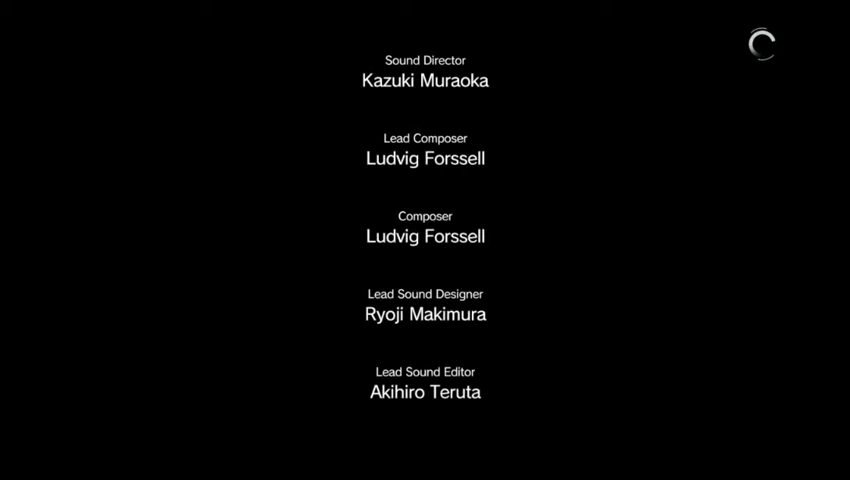 Sound Director
Kazuki Muraoka
Lead Composer
Ludvig Forssell
Composer
Ludvig Forssell
Lead Sound Designer
Ryoji Makimura
Lead Sound Editor
Akihiro Teruta